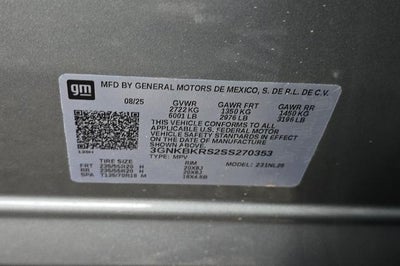 gm
MFD BY GENERAL MOTORS DE MEXICO, S. DE R.L. DE C.V.
08/25 GVWR GAWR FRT GAWR RR
2722 KG 1350 KG 1450 KG
6001 LB 2976 LB 3196 LB
THIS VEHICLE CONFORMS TO ALL
APPLICABLE U.S. FEDERAL MOTOR
VEHICLE SAFETY STANDARDS IN EFFECT
ON THE DATE OF MANUFACTURE
SHOWN ABOVE
3GNKBKRS2SS270353
TYPE: MPV MODEL: 
TIRE SIZE RIM
FRT 235/55R20 H 20X8J
RR 235/55R20 H 20X8J
SPA T135/70R18 M